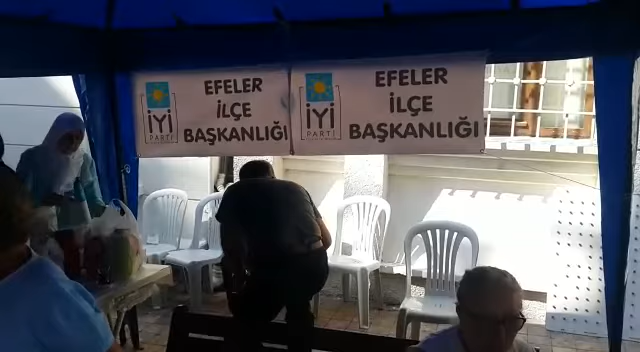 EFELER
İLÇE
BAŞKANLIĞI
İYİ
PARTİ
EFELER
İLÇE
BAŞKANLIĞI
İYİ
PARTİ